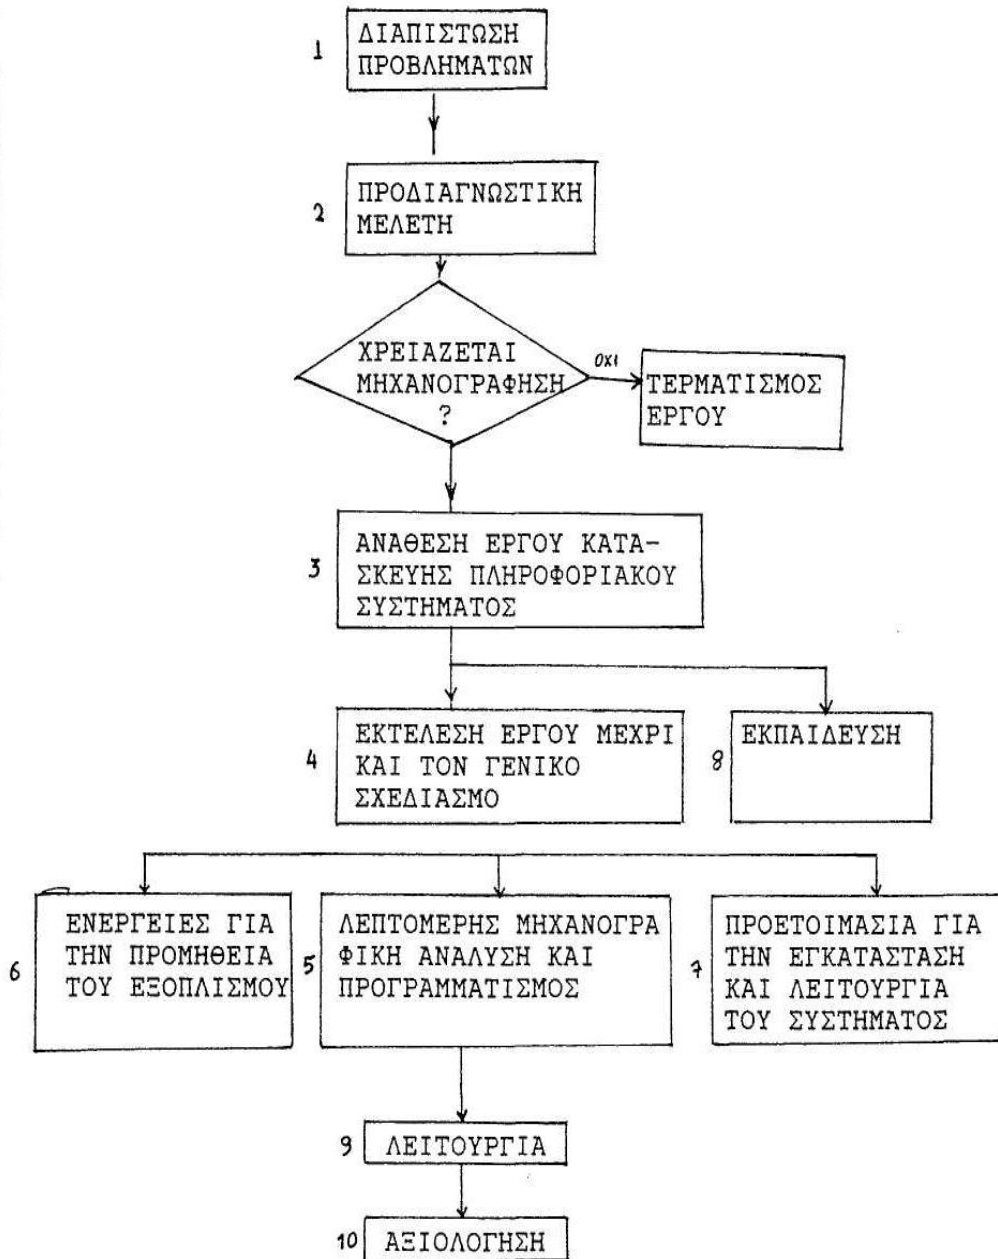 1
ΔΙΑΠΙΣΤΩΣΗ
ΠΡΟΒΛΗΜΑΤΩΝ
2
ΠΡΟΔΙΑΓΝΩΣΤΙΚΗ
ΜΕΛΕΤΗ
ΧΡΕΙΑΖΕΤΑΙ
ΜΗΧΑΝΟΓΡΑΦΗΣΗ
?
ΟΧΙ
ΤΕΡΜΑΤΙΣΜΟΣ
ΕΡΓΟΥ
3
ΑΝΑΘΕΣΗ ΕΡΓΟΥ ΚΑΤΑ-
ΣΚΕΥΗΣ ΠΛΗΡΟΦΟΡΙΑΚΟΥ
ΣΥΣΤΗΜΑΤΟΣ
4
ΕΚΤΕΛΕΣΗ ΕΡΓΟΥ ΜΕΧΡΙ
ΚΑΙ ΤΟΝ ΓΕΝΙΚΟ
ΣΧΕΔΙΑΣΜΟ
8
ΕΚΠΑΙΔΕΥΣΗ
6
ΕΝΕΡΓΕΙΕΣ ΓΙΑ
ΤΗΝ ΠΡΟΜΗΘΕΙΑ
ΤΟΥ ΕΞΟΠΛΙΣΜΟΥ
5
ΛΕΠΤΟΜΕΡΗΣ ΜΗΧΑΝΟΓΡΑ
ΦΙΚΗ ΑΝΑΛΥΣΗ ΚΑΙ
ΠΡΟΓΡΑΜΜΑΤΙΣΜΟΣ
7
ΠΡΟΕΤΟΙΜΑΣΙΑ ΓΙΑ
ΤΗΝ ΕΓΚΑΤΑΣΤΑΣΗ
ΚΑΙ ΛΕΙΤΟΥΡΓΙΑ
ΤΟΥ ΣΥΣΤΗΜΑΤΟΣ
9
ΛΕΙΤΟΥΡΓΙΑ
10
ΑΞΙΟΛΟΓΗΣΗ